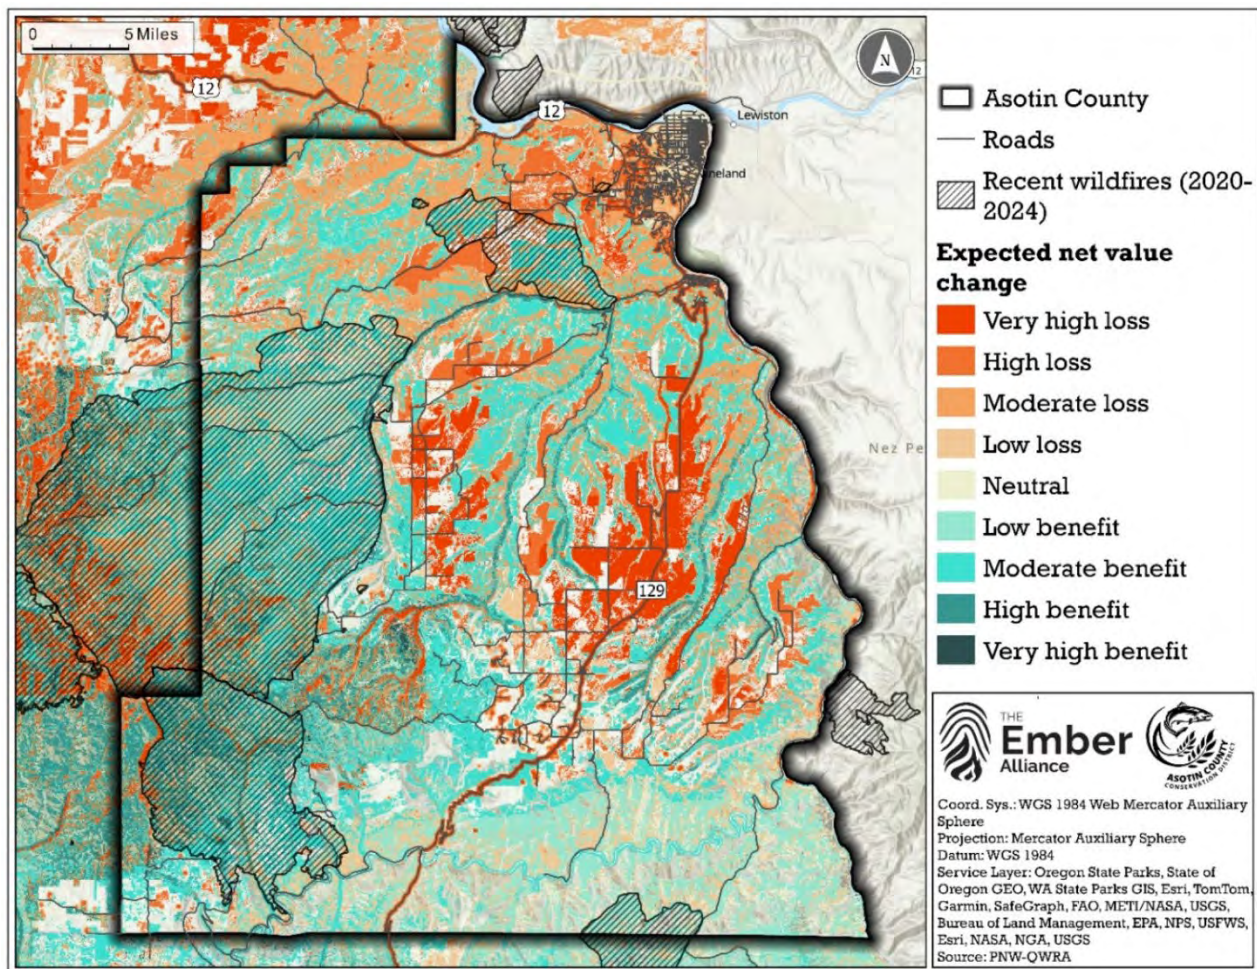 0 5 Miles
N
12
12
12
Lewiston
neland
Nez Pe
129
Asotin County
Roads
Recent wildfires (2020-
2024)
Expected net value
change
Very high loss
High loss
Moderate loss
Low loss
Neutral
Low benefit
Moderate benefit
High benefit
Very high benefit
THE
Ember
Alliance
ASOTIN COUNTY
CONSERVATION DISTRICT
Coord. Sys.: WGS 1984 Web Mercator Auxiliary
Sphere
Projection: Mercator Auxiliary Sphere
Datum: WGS 1984
Service Layer: Oregon State Parks, State of
Oregon GEO, WA State Parks GIS, Esri, TomTom,
Garmin, SafeGraph, FAO, METI/NASA, USGS,
Bureau of Land Management, EPA, NPS, USFWS,
Esri, NASA, NGA, USGS
Source: PNW-QWRA